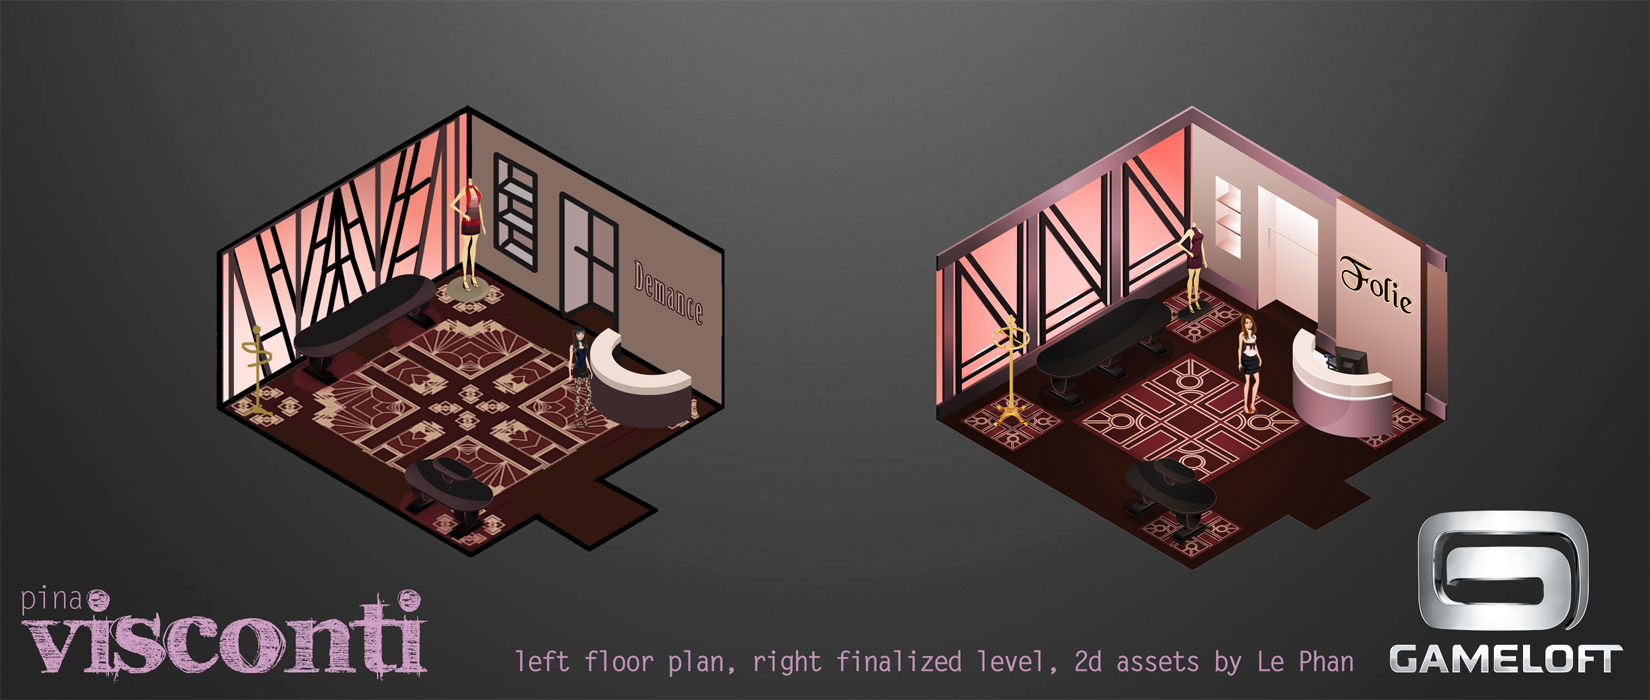 Demance
Folie
pina
visconti
left floor plan, right finalized level, 2d assets by Le Phan
GAMELOFT